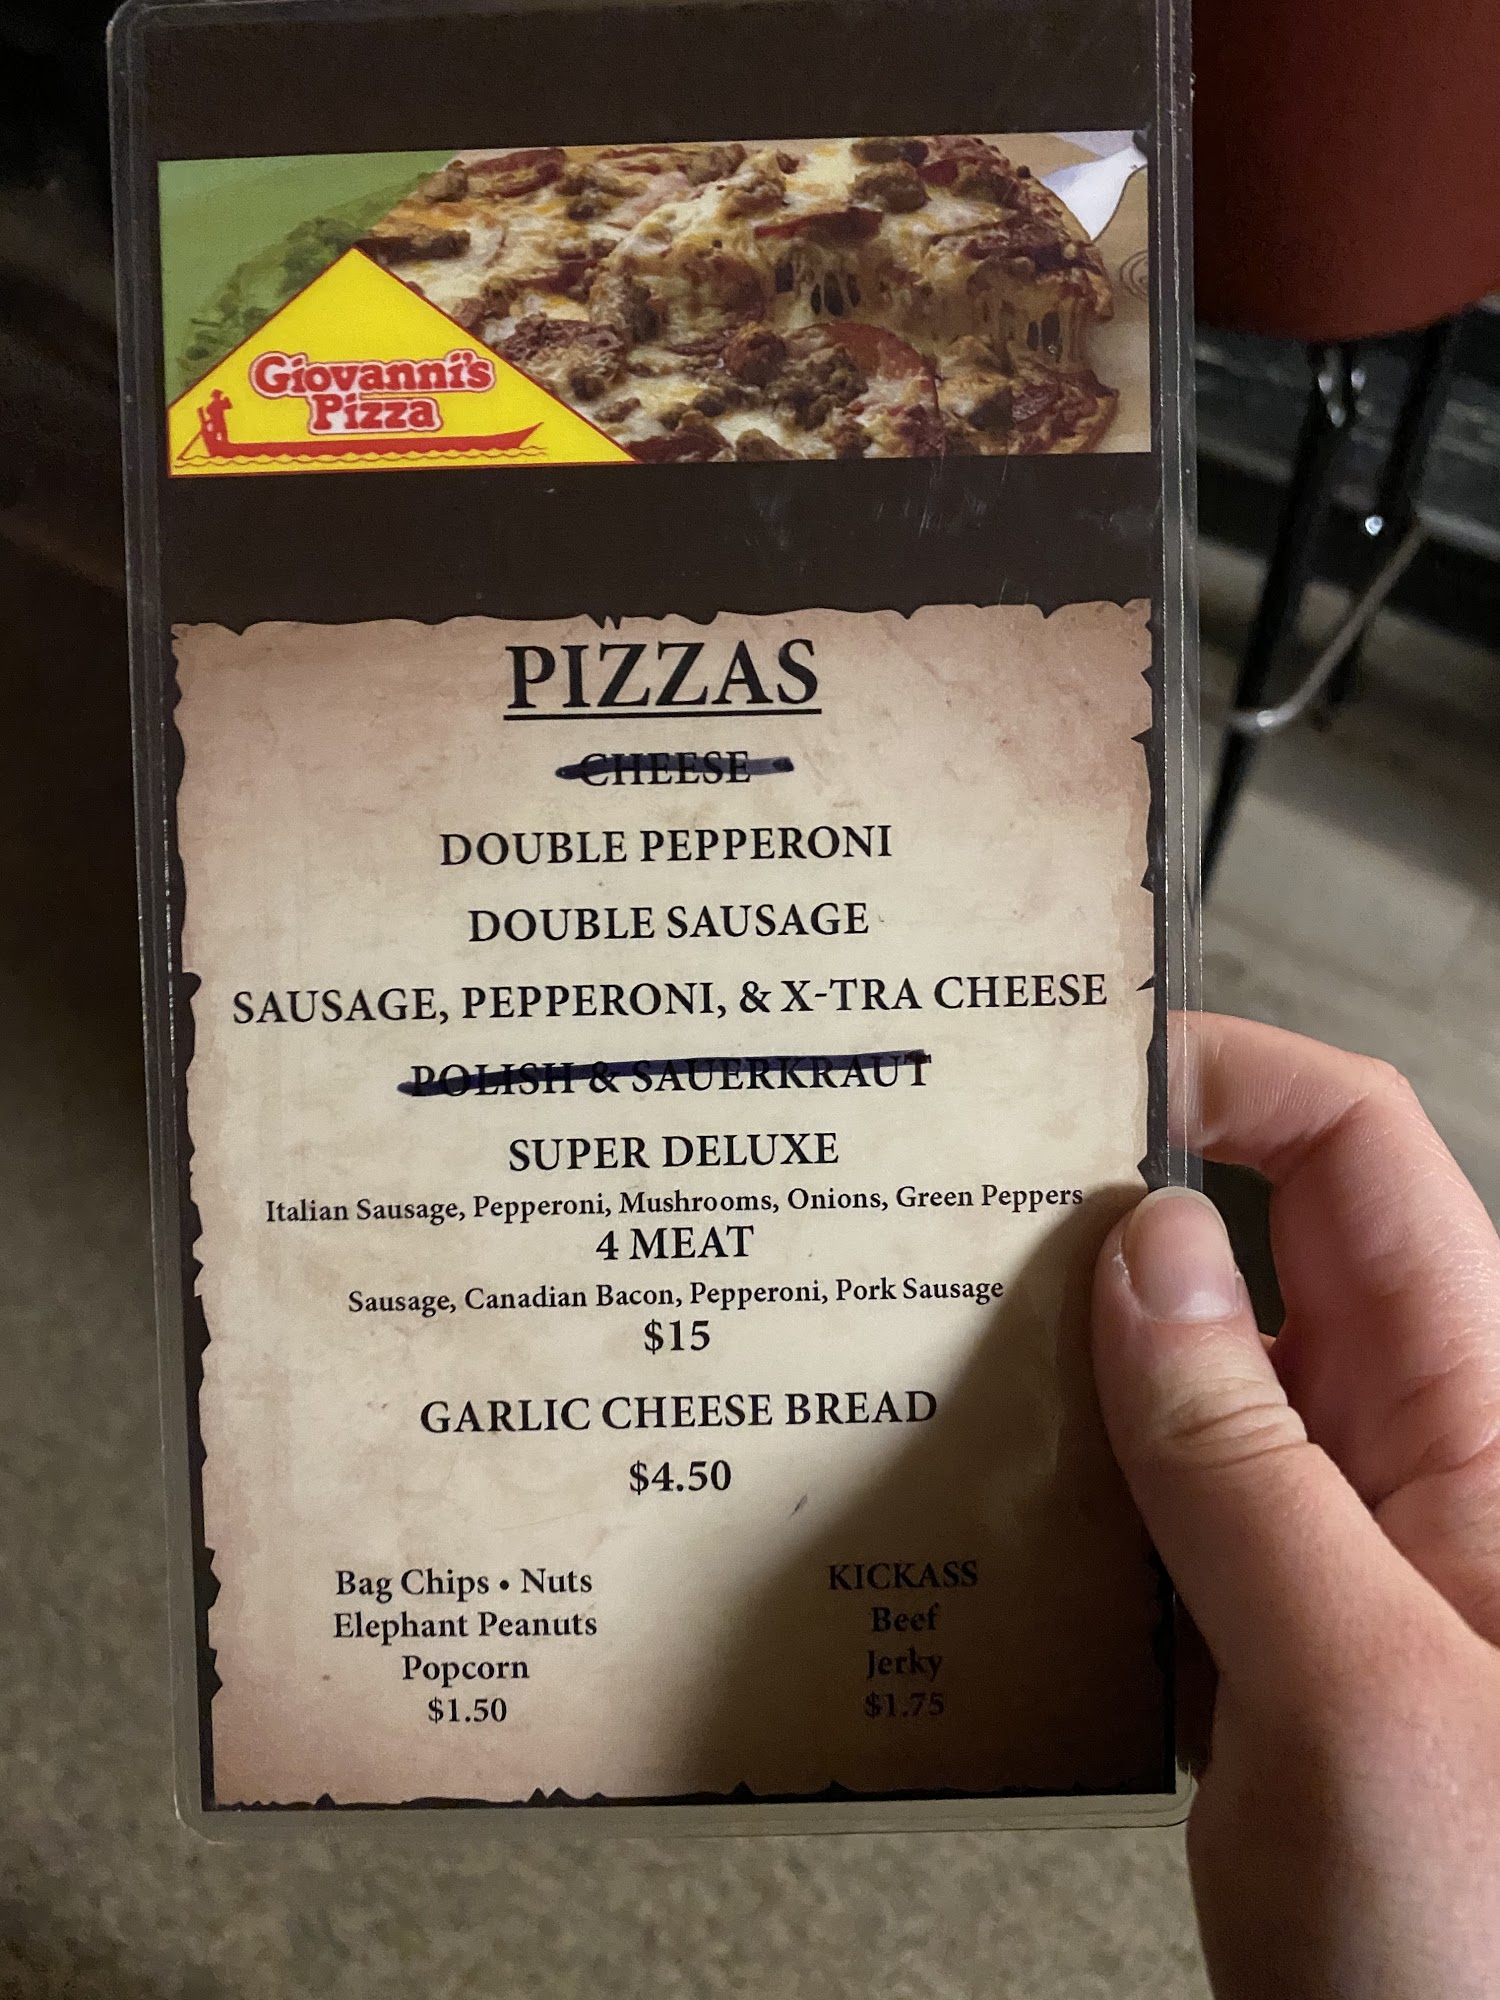 Giovanni's
Pizza
PIZZAS
CHEESE
DOUBLE PEPPERONI
DOUBLE SAUSAGE
SAUSAGE, PEPPERONI, & X-TRA CHEESE
POLISH & SAUERKRAUT
SUPER DELUXE
Italian Sausage, Pepperoni, Mushrooms, Onions, Green Peppers
4 MEAT
Sausage, Canadian Bacon, Pepperoni, Pork Sausage
$15
GARLIC CHEESE BREAD
$4.50
Bag Chips • Nuts
Elephant Peanuts
Popcorn
$1.50
KICKASS
Beef
Jerky
$1.75